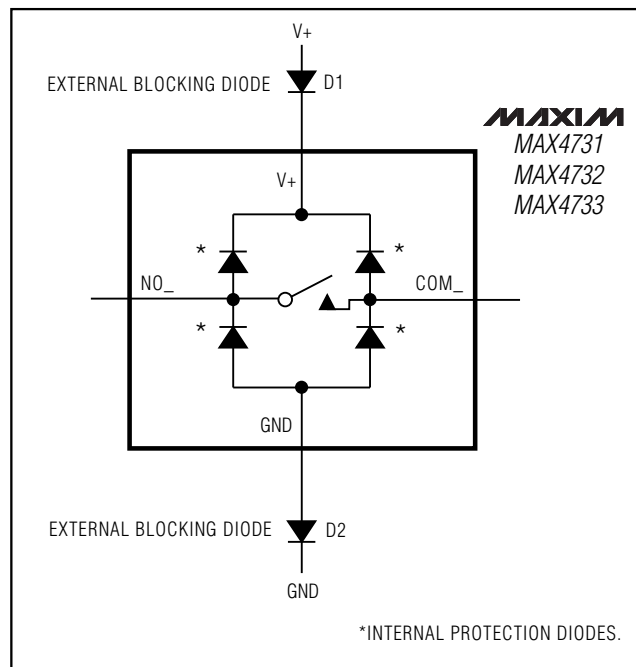 V+
EXTERNAL BLOCKING DIODE D1
MAXIM
MAX4731
MAX4732
MAX4733
V+
* *
NO_ COM_
* *
GND
EXTERNAL BLOCKING DIODE D2
GND
*INTERNAL PROTECTION DIODES.